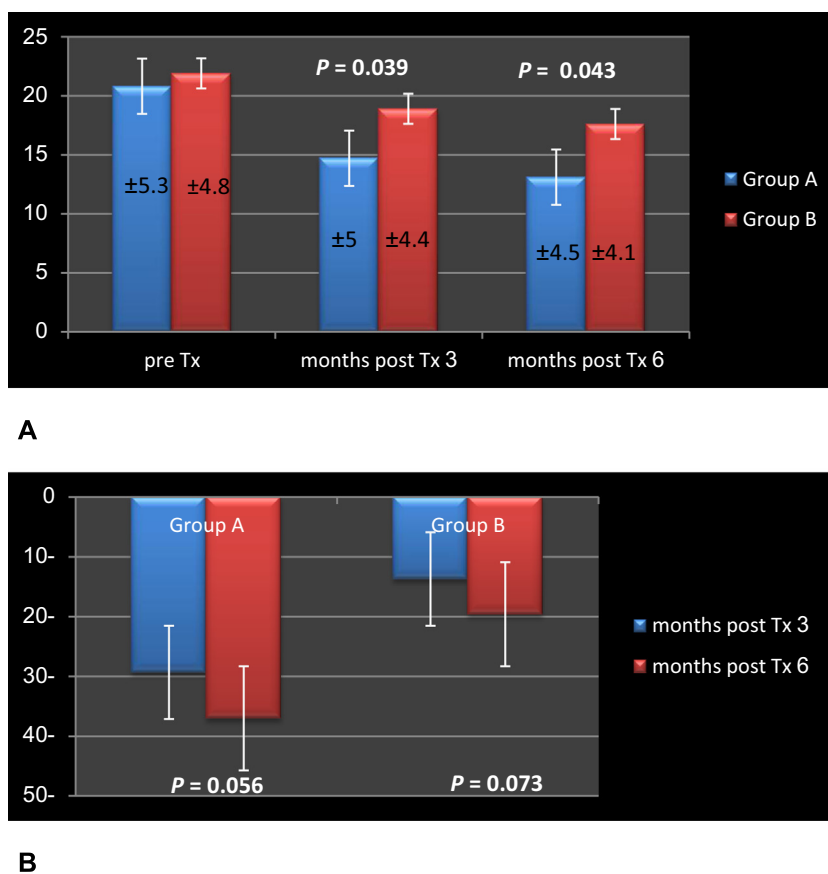 25
P = 0.039
P = 0.043
20
15
±5.3
±4.8
Group A
Group B
10
±5
±4.4
±4.5
±4.1
5
0
pre Tx
months post Tx 3
months post Tx 6
A
0
Group A
Group B
10-
20-
months post Tx 3
30-
months post Tx 6
40-
50-
P = 0.056
P = 0.073
B